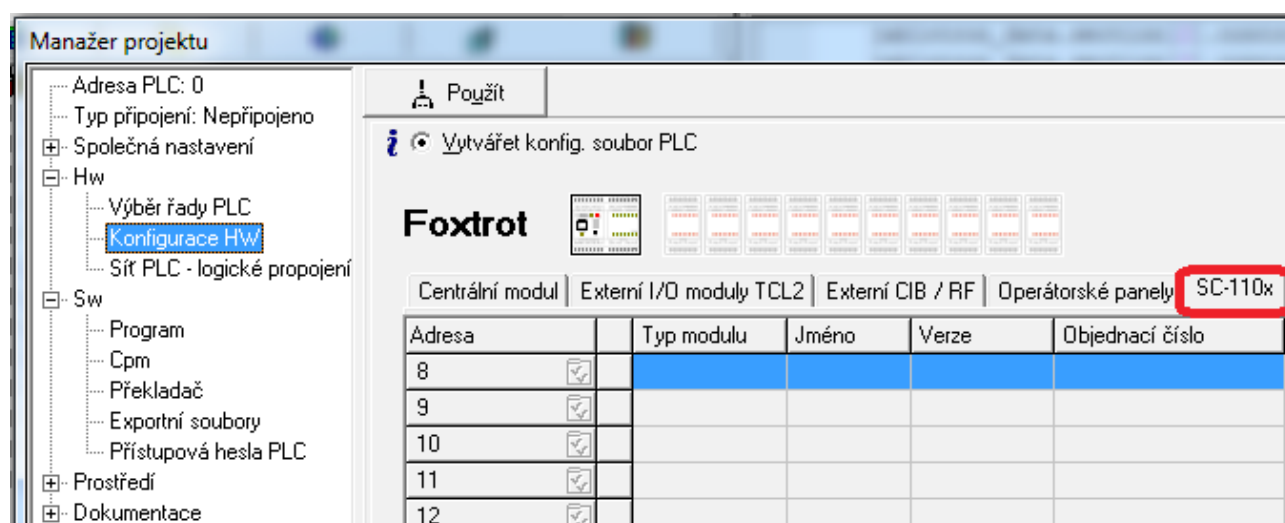 Manažer projektu
Adresa PLC: 0
Typ připojení: Nepřipojeno
Společná nastavení
Hw
Výběr řady PLC
Konfigurace HW
Síť PLC - logické propojení
Sw
Program
Cpm
Překladač
Exportní soubory
Přístupová hesla PLC
Prostředí
Dokumentace
Použít
Vytvářet konfig. soubor PLC
Foxtrot
Centrální modul Externí I/O moduly TCL2 Externí CIB / RF Operátorské panely SC-110x
Adresa Typ modulu Jméno Verze Objednací číslo
8
9
10
11
12